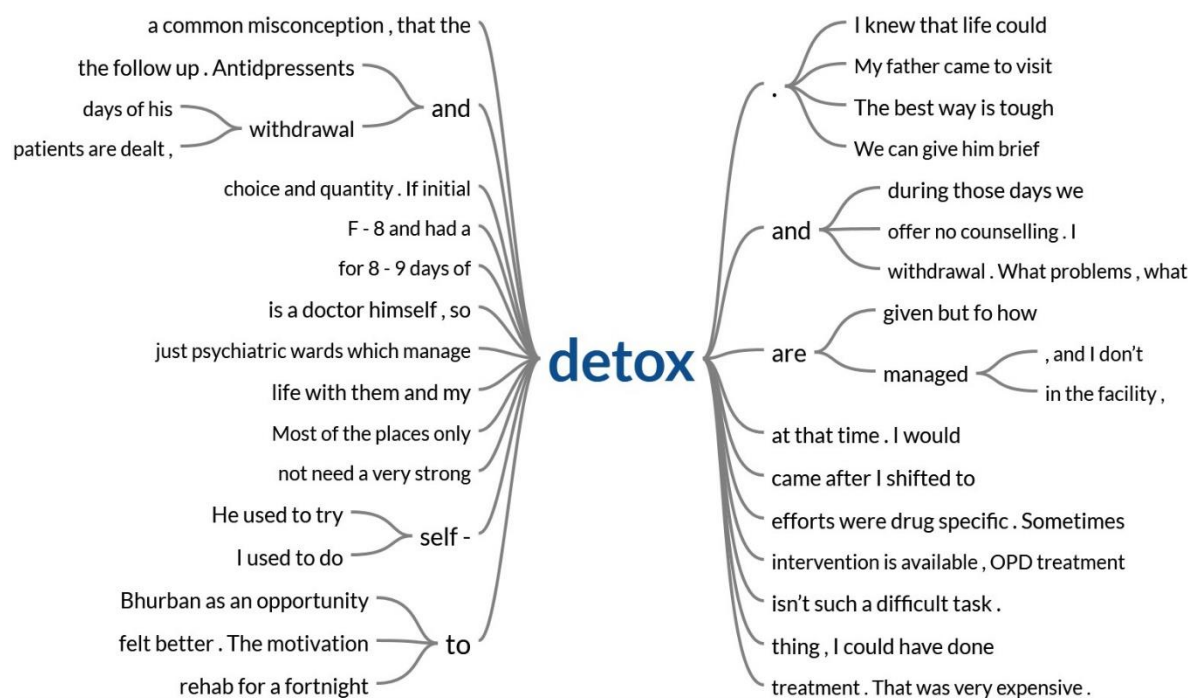 a common misconception , that the
the follow up . Antidpressents
and
days of his
withdrawal
patients are dealt ,
choice and quantity . If initial
F - 8 and had a
for 8 - 9 days of
is a doctor himself , so
just psychiatric wards which manage
life with them and my
Most of the places only
not need a very strong
He used to try
self -
I used to do
Bhurban as an opportunity
felt better . The motivation
to
rehab for a fortnight
detox
I knew that life could
My father came to visit
.
The best way is tough
We can give him brief
during those days we
and
offer no counselling . I
withdrawal . What problems , what
given but fo how
are
managed
, and I don’t
in the facility ,
at that time . I would
came after I shifted to
efforts were drug specific . Sometimes
intervention is available , OPD treatment
isn’t such a difficult task .
thing , I could have done
treatment . That was very expensive .